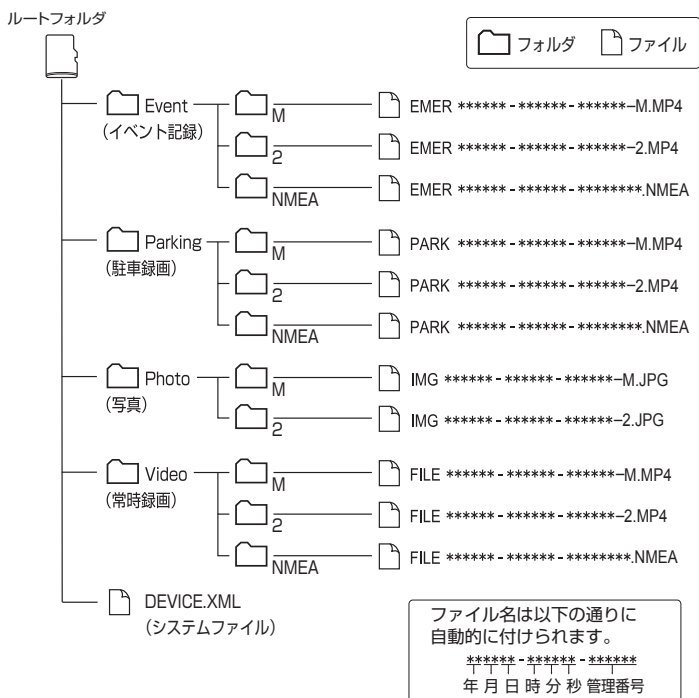 ルートフォルダ
フォルダ ファイル
Event M EMER ******-******-******–M.MP4
(イベント記録)
2 EMER ******-******-******–2.MP4
NMEA EMER ******-******-********.NMEA
Parking M PARK ******-******-******–M.MP4
(駐車録画)
2 PARK ******-******-******–2.MP4
NMEA PARK ******-******-********.NMEA
Photo M IMG ******-******-******–M.JPG
(写真)
2 IMG ******-******-******–2.JPG
Video M FILE ******-******-******–M.MP4
(常時録画)
2 FILE ******-******-******–2.MP4
NMEA FILE ******-******-********.NMEA
DEVICE.XML
(システムファイル)
ファイル名は以下の通りに
自動的に付けられます。
******-******-******
年 月 日 時 分 秒 管理番号